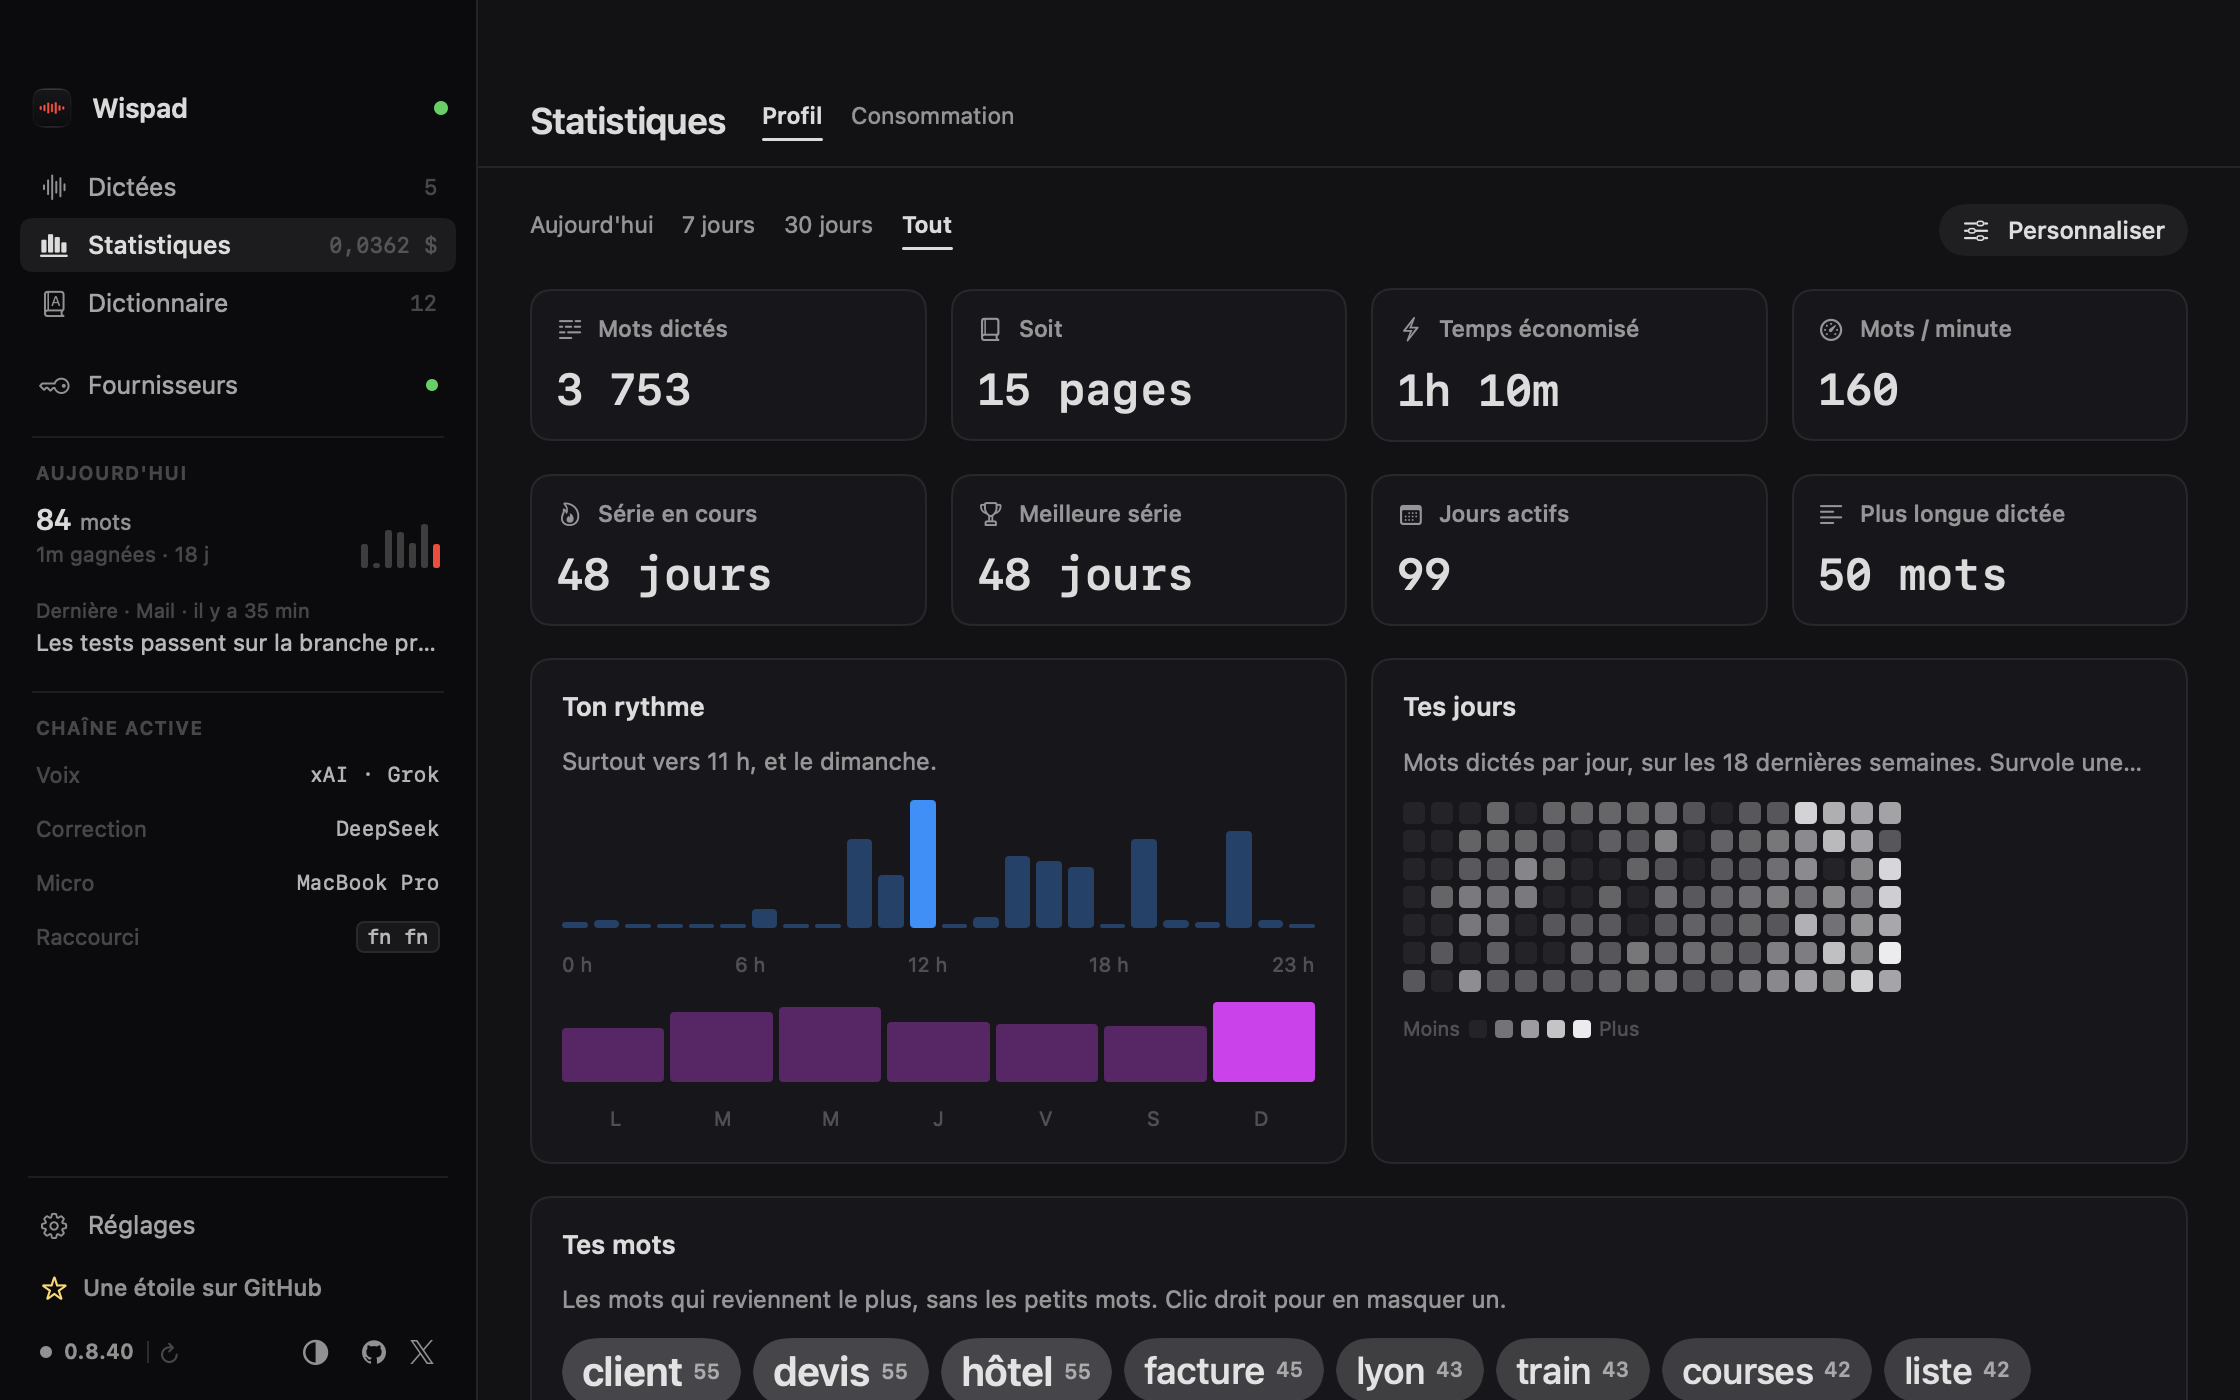 Wispad
Dictées 5
Statistiques 0,0362 $
Dictionnaire 12
Fournisseurs
AUJOURD'HUI
84 mots
1m gagnées · 18 j
Dernière · Mail · il y a 35 min
Les tests passent sur la branche pr…
CHAÎNE ACTIVE
Voix xAI · Grok
Correction DeepSeek
Micro MacBook Pro
Raccourci fn fn
Réglages
Une étoile sur GitHub
0.8.40
Statistiques Profil Consommation
Aujourd'hui 7 jours 30 jours Tout Personnaliser
Mots dictés
3 753
Soit
15 pages
Temps économisé
1h 10m
Mots / minute
160
Série en cours
48 jours
Meilleure série
48 jours
Jours actifs
99
Plus longue dictée
50 mots
Ton rythme
Surtout vers 11 h, et le dimanche.
0 h 6 h 12 h 18 h 23 h
L M M J V S D
Tes jours
Mots dictés par jour, sur les 18 dernières semaines. Survole une…
Moins Plus
Tes mots
Les mots qui reviennent le plus, sans les petits mots. Clic droit pour en masquer un.
client 55 devis 55 hôtel 55 facture 45 lyon 43 train 43 courses 42 liste 42